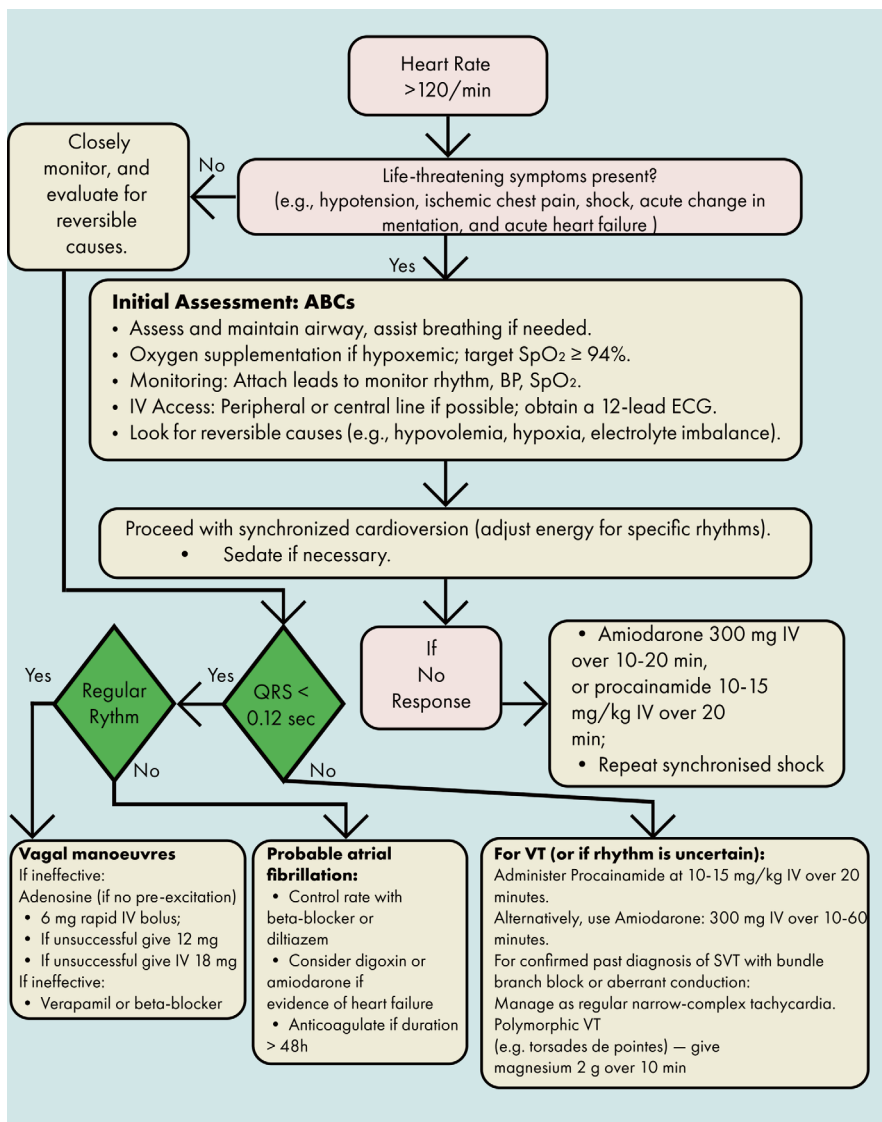 Heart Rate
>120/min
Closely
monitor, and
evaluate for
reversible
causes.
No
Life-threatening symptoms present?
(e.g., hypotension, ischemic chest pain, shock, acute change in
mentation, and acute heart failure )
Yes
Initial Assessment: ABCs
• Assess and maintain airway, assist breathing if needed.
• Oxygen supplementation if hypoxemic; target SpO₂ ≥ 94%.
• Monitoring: Attach leads to monitor rhythm, BP, SpO₂.
• IV Access: Peripheral or central line if possible; obtain a 12-lead ECG.
• Look for reversible causes (e.g., hypovolemia, hypoxia, electrolyte imbalance).
Proceed with synchronized cardioversion (adjust energy for specific rhythms).
• Sedate if necessary.
If
No
Response
• Amiodarone 300 mg IV
over 10-20 min,
or procainamide 10-15
mg/kg IV over 20
min;
• Repeat synchronised shock
QRS <
0.12 sec
Yes
No
Regular
Rythm
Yes
No
Vagal manoeuvres
If ineffective:
Adenosine (if no pre-excitation)
• 6 mg rapid IV bolus;
• If unsuccessful give 12 mg
• If unsuccessful give IV 18 mg
If ineffective:
• Verapamil or beta-blocker
Probable atrial
fibrillation:
• Control rate with
beta-blocker or
diltiazem
• Consider digoxin or
amiodarone if
evidence of heart failure
• Anticoagulate if duration
> 48h
For VT (or if rhythm is uncertain):
Administer Procainamide at 10-15 mg/kg IV over 20
minutes.
Alternatively, use Amiodarone: 300 mg IV over 10-60
minutes.
For confirmed past diagnosis of SVT with bundle
branch block or aberrant conduction:
Manage as regular narrow-complex tachycardia.
Polymorphic VT
(e.g. torsades de pointes) — give
magnesium 2 g over 10 min